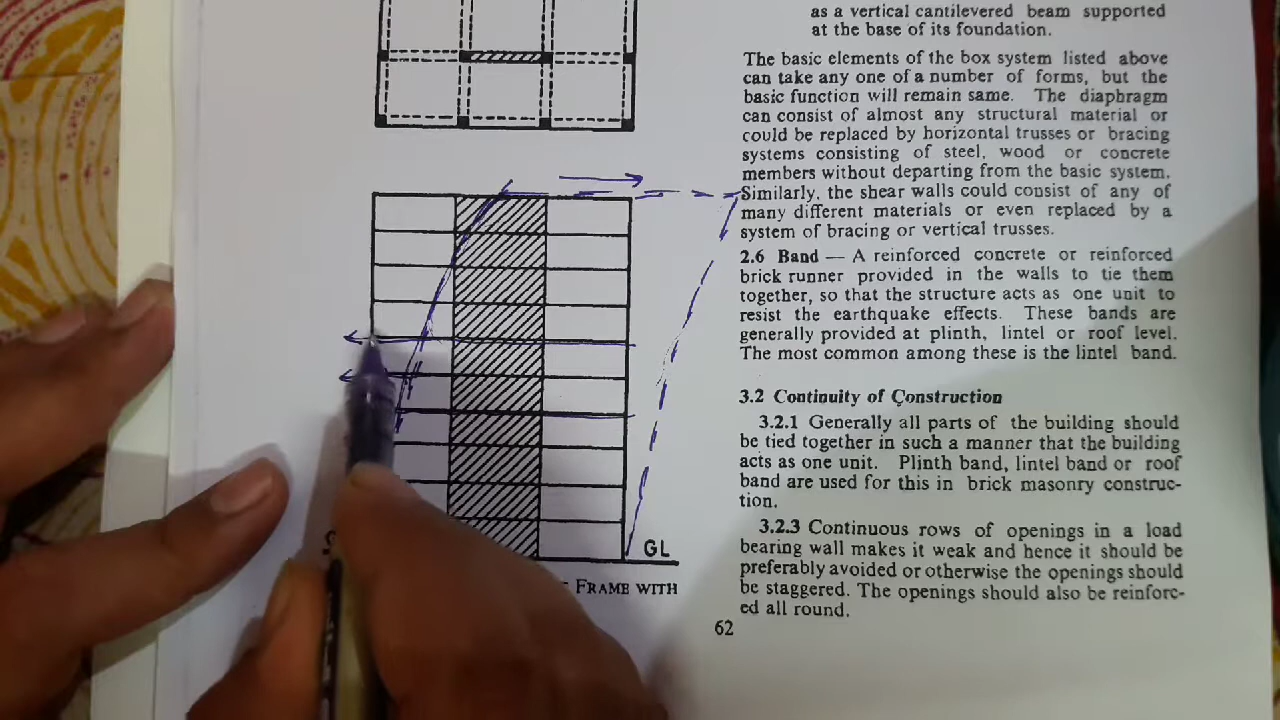 as a vertical cantilevered beam supported
at the base of its foundation.
The basic elements of the box system listed above
can take any one of a number of forms, but the
basic function will remain same. The diaphragm
can consist of almost any structural material or
could be replaced by horizontal trusses or bracing
systems consisting of steel, wood or concrete
members without departing from the basic system.
Similarly, the shear walls could consist of any of
many different materials or even replaced by a
system of bracing or vertical trusses.
2.6 Band — A reinforced concrete or reinforced
brick runner provided in the walls to tie them
together, so that the structure acts as one unit to
resist the earthquake effects. These bands are
generally provided at plinth, lintel or roof level.
The most common among these is the lintel band.
3.2 Continuity of Construction
3.2.1 Generally all parts of the building should
be tied together in such a manner that the building
acts as one unit. Plinth band, lintel band or roof
band are used for this in brick masonry construc-
tion.
3.2.3 Continuous rows of openings in a load
bearing wall makes it weak and hence it should be
preferably avoided or otherwise the openings should
be staggered. The openings should also be reinforc-
ed all round.
62
GL
FRAME WITH